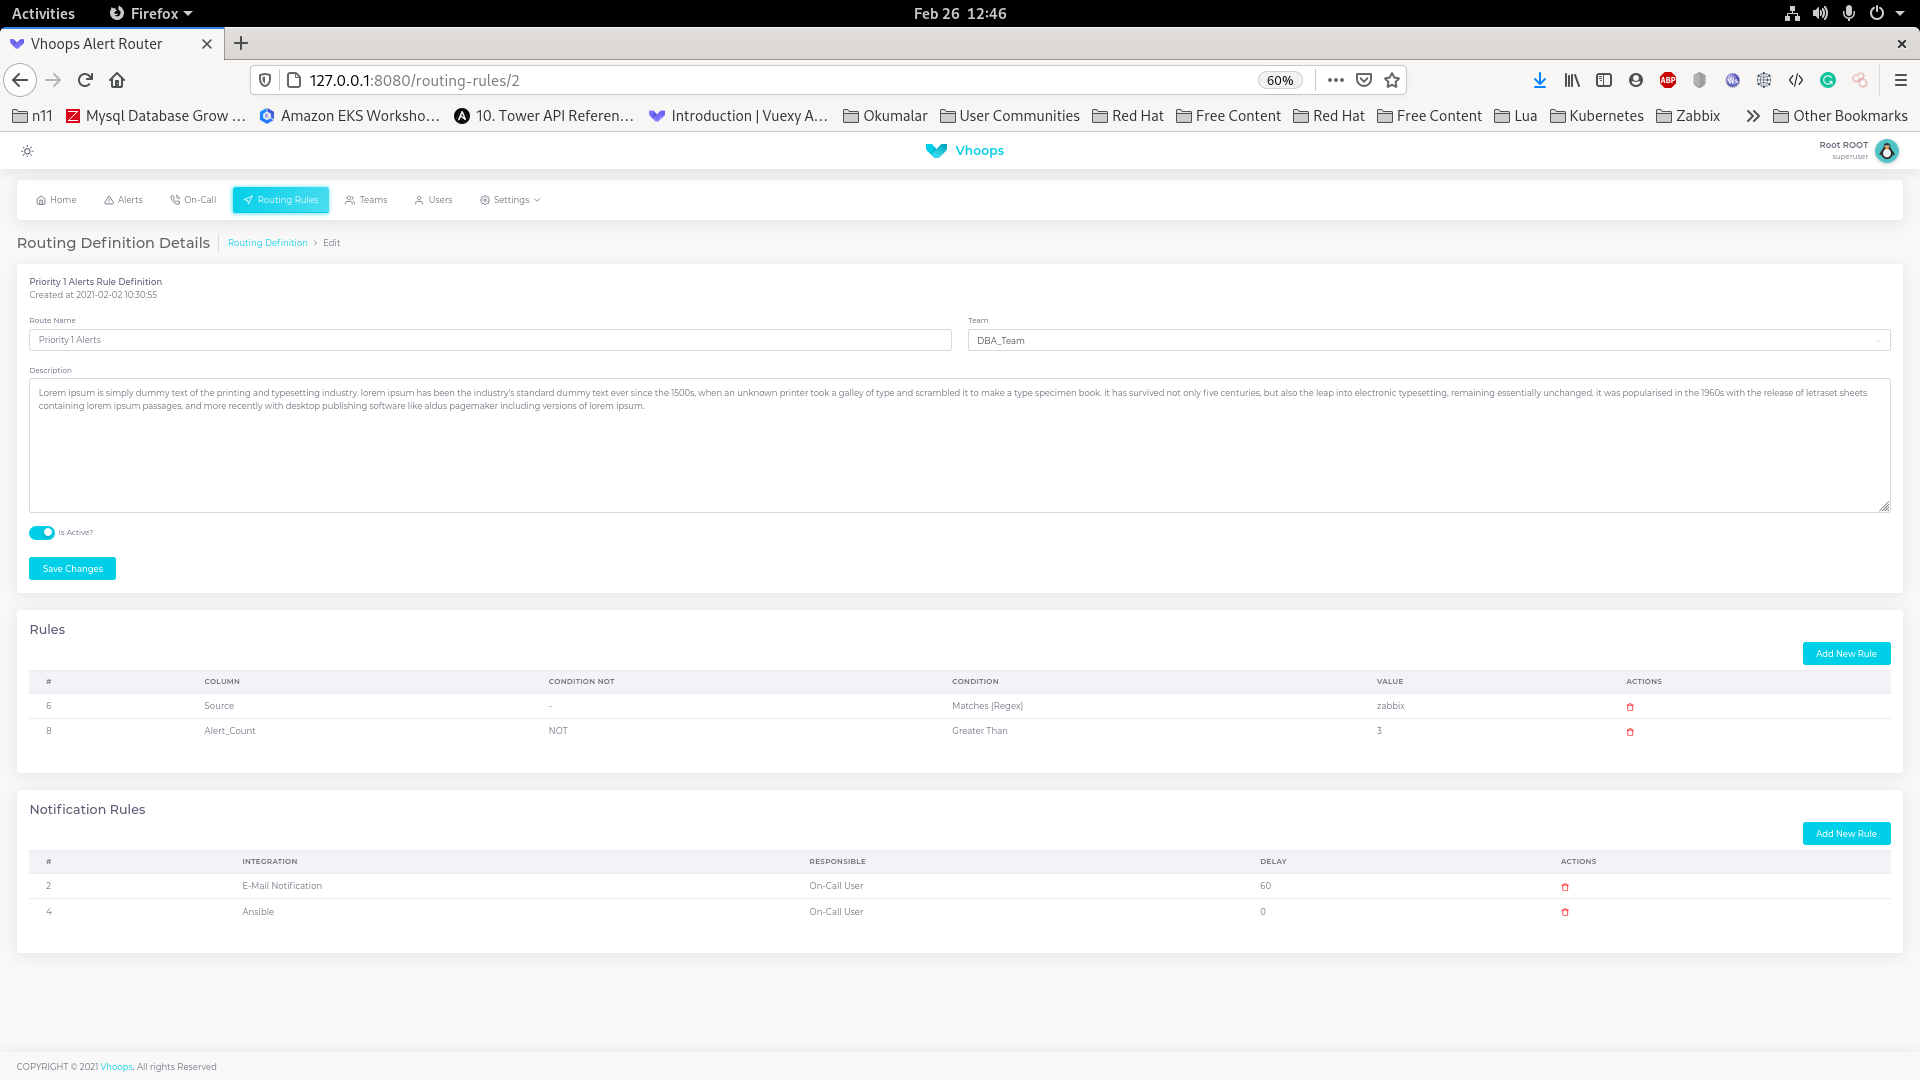 Activities
Firefox
Feb 26 12:46
Vhoops Alert Router
127.0.0.1:8080/routing-rules/2
60%
ABP
n11
Mysql Database Grow …
Amazon EKS Worksho…
10. Tower API Referen…
Introduction | Vuexy A…
Okumalar
User Communities
Red Hat
Free Content
Red Hat
Free Content
Lua
Kubernetes
Zabbix
Other Bookmarks
Vhoops
Root ROOT
superuser
Home
Alerts
On-Call
Routing Rules
Teams
Users
Settings
Routing Definition Details
Routing Definition > Edit
Priority 1 Alerts Rule Definition
Created at 2021-02-02 10:30:55
Route Name
Team
Priority 1 Alerts
DBA_Team
Description
Lorem ipsum is simply dummy text of the printing and typesetting industry. lorem ipsum has been the industry's standard dummy text ever since the 1500s, when an unknown printer took a galley of type and scrambled it to make a type specimen book. it has survived not only five centuries, but also the leap into electronic typesetting, remaining essentially unchanged. it was popularised in the 1960s with the release of letraset sheets
containing lorem ipsum passages, and more recently with desktop publishing software like aldus pagemaker including versions of lorem ipsum.
Is Active?
Save Changes
Rules
Add New Rule
# COLUMN CONDITION NOT CONDITION VALUE ACTIONS
6 Source - Matches (Regex) zabbix
8 Alert_Count NOT Greater Than 3
Notification Rules
Add New Rule
# INTEGRATION RESPONSIBLE DELAY ACTIONS
2 E-Mail Notification On-Call User 60
4 Ansible On-Call User 0
COPYRIGHT © 2021 Vhoops, All rights Reserved